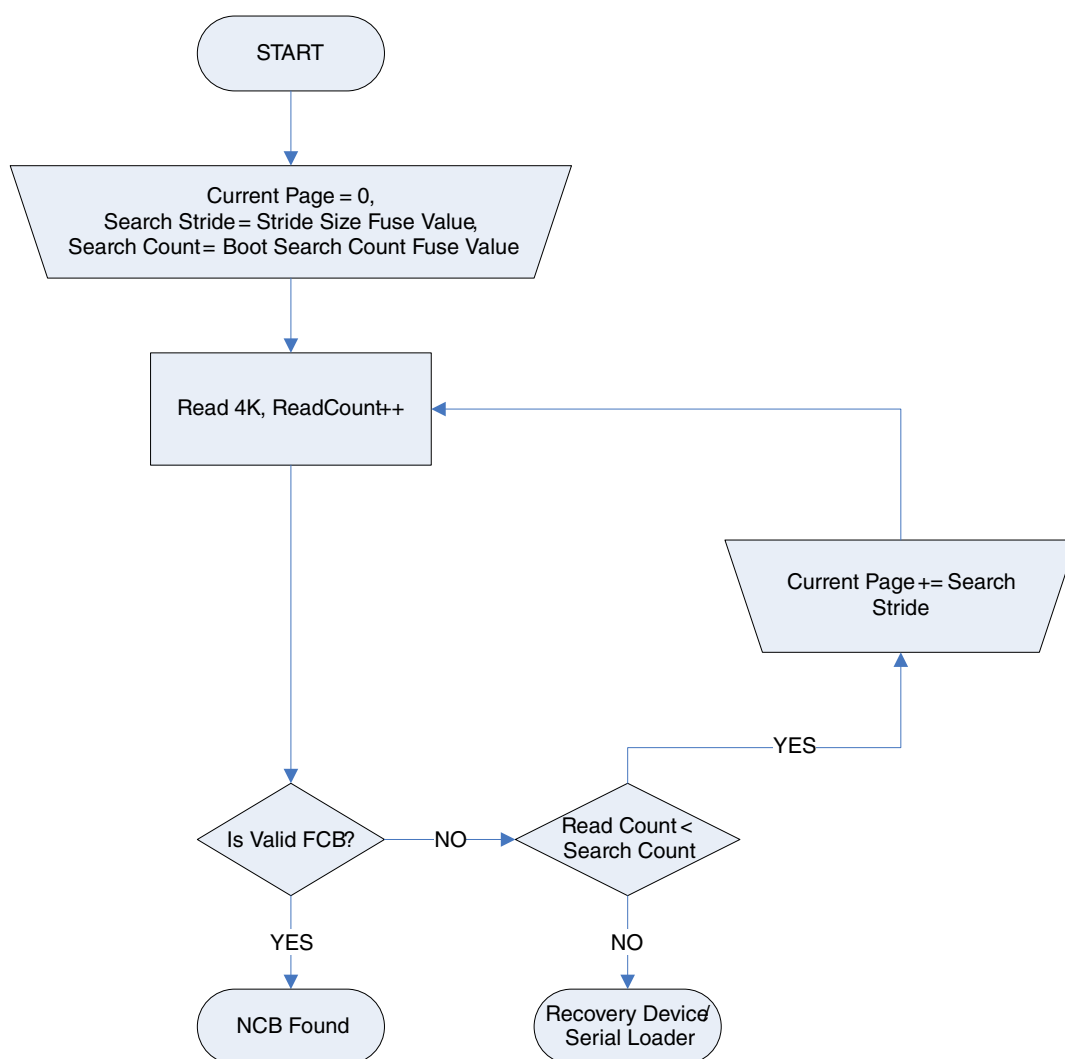 START
Current Page = 0,
Search Stride = Stride Size Fuse Value,
Search Count = Boot Search Count Fuse Value
Read 4K, ReadCount++
Current Page += Search
Stride
YES
Is Valid FCB?
NO
Read Count <
Search Count
YES
NO
NCB Found
Recovery Device/
Serial Loader